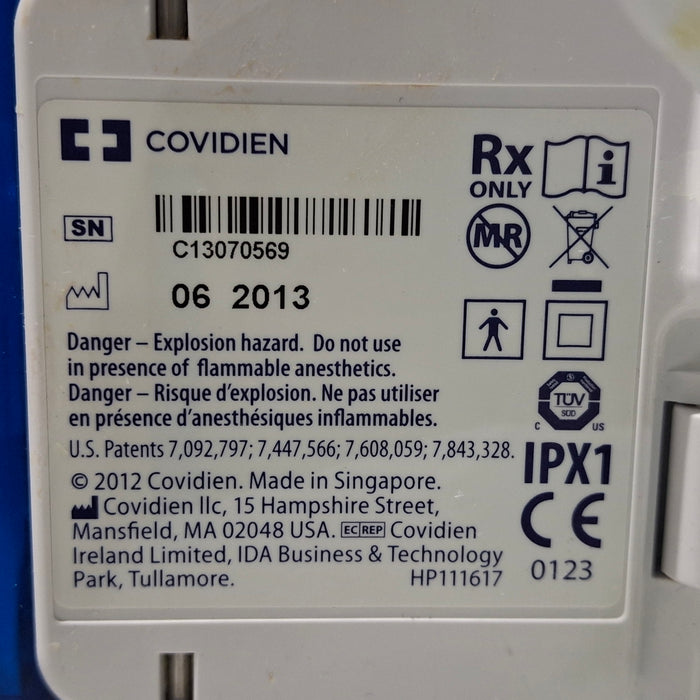 COVIDIEN
Rx
ONLY
SN
C13070569
MR
06 2013
Danger – Explosion hazard. Do not use
in presence of flammable anesthetics.
Danger – Risque d'explosion. Ne pas utiliser
en présence d'anesthésiques inflammables.
U.S. Patents 7,092,797; 7,447,566; 7,608,059; 7,843,328.
© 2012 Covidien. Made in Singapore.
Covidien llc, 15 Hampshire Street,
Mansfield, MA 02048 USA. EC REP Covidien
Ireland Limited, IDA Business & Technology
Park, Tullamore. HP111617
TÜV
SÜD
C US
IPX1
CE
0123